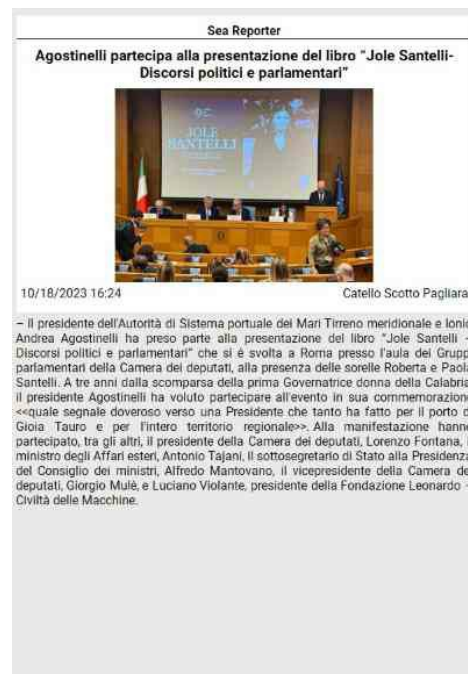 Sea Reporter
Agostinelli partecipa alla presentazione del libro “Jole Santelli-
Discorsi politici e parlamentari”
JOLE
SANTELLI
10/18/2023 16:24
Catello Scotto Pagliara
– Il presidente dell'Autorità di Sistema portuale dei Mari Tirreno meridionale e Ionio
Andrea Agostinelli ha preso parte alla presentazione del libro “Jole Santelli -
Discorsi politici e parlamentari” che si è svolta a Roma presso l'aula dei Gruppi
parlamentari della Camera dei deputati, alla presenza delle sorelle Roberta e Paola
Santelli. A tre anni dalla scomparsa della prima Governatrice donna della Calabria
il presidente Agostinelli ha voluto partecipare all'evento in sua commemorazione
<<quale segnale doveroso verso una Presidente che tanto ha fatto per il porto di
Gioia Tauro e per l'intero territorio regionale>>. Alla manifestazione hanno
partecipato, tra gli altri, il presidente della Camera dei deputati, Lorenzo Fontana, il
ministro degli Affari esteri, Antonio Tajani, il sottosegretario di Stato alla Presidenza
del Consiglio dei ministri, Alfredo Mantovano, il vicepresidente della Camera dei
deputati, Giorgio Mulè, e Luciano Violante, presidente della Fondazione Leonardo -
Civiltà delle Macchine.